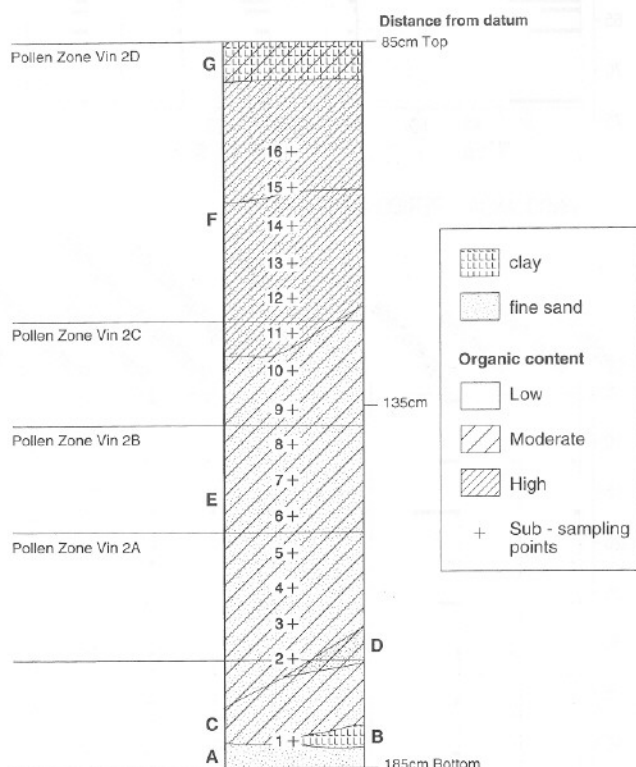 Distance from datum
85cm Top
Pollen Zone Vin 2D
G
16 +
15 +
F
14 +
13 +
12 +
Pollen Zone Vin 2C
11 +
10 +
9 +
135cm
Pollen Zone Vin 2B
8 +
7 +
E
6 +
Pollen Zone Vin 2A
5 +
4 +
3 +
D
2 +
C
1 +
B
A
185cm Bottom
clay
fine sand
Organic content
Low
Moderate
High
+ Sub - sampling
points